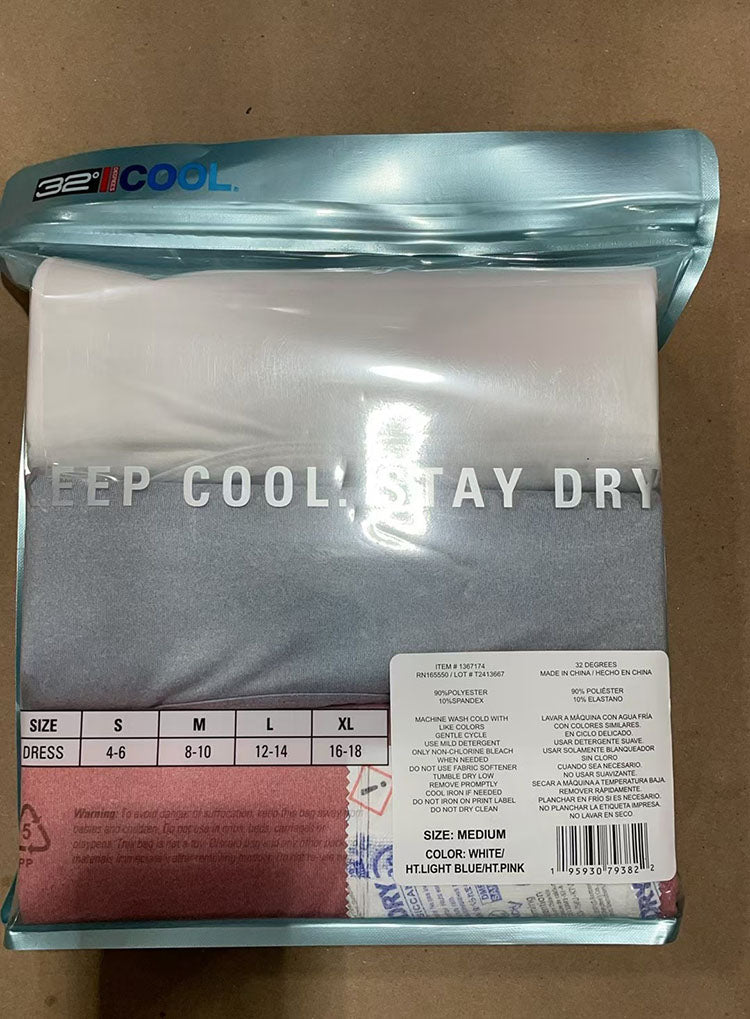 32° DEGREES COOL
EEP COOL. STAY DRY
ITEM # 1367174
RN165550 / LOT # T2413667
90%POLYESTER
10%SPANDEX
MACHINE WASH COLD WITH
LIKE COLORS
GENTLE CYCLE
USE MILD DETERGENT
ONLY NON-CHLORINE BLEACH
WHEN NEEDED
DO NOT USE FABRIC SOFTENER
TUMBLE DRY LOW
REMOVE PROMPTLY
COOL IRON IF NEEDED
DO NOT IRON ON PRINT LABEL
DO NOT DRY CLEAN
SIZE: MEDIUM
COLOR: WHITE/
HT.LIGHT BLUE/HT.PINK
32 DEGREES
MADE IN CHINA / HECHO EN CHINA
90% POLIÉSTER
10% ELASTANO
LAVAR A MÁQUINA CON AGUA FRÍA
CON COLORES SIMILARES.
EN CICLO DELICADO.
USAR DETERGENTE SUAVE.
USAR SOLAMENTE BLANQUEADOR
SIN CLORO
CUANDO SEA NECESARIO.
NO USAR SUAVIZANTE.
SECAR A MÁQUINA A TEMPERATURA BAJA.
REMOVER RÁPIDAMENTE.
PLANCHAR EN FRÍO SI ES NECESARIO.
NO PLANCHAR LA ETIQUETA IMPRESA.
NO LAVAR EN SECO.
1 95930 79382 2
SIZE S M L XL
DRESS 4-6 8-10 12-14 16-18
Warning: To avoid danger of suffocation, keep this bag away from
babies and children. Do not use in cribs, beds, carriages or
playpens. This bag is not a toy.
5
PP
DRY